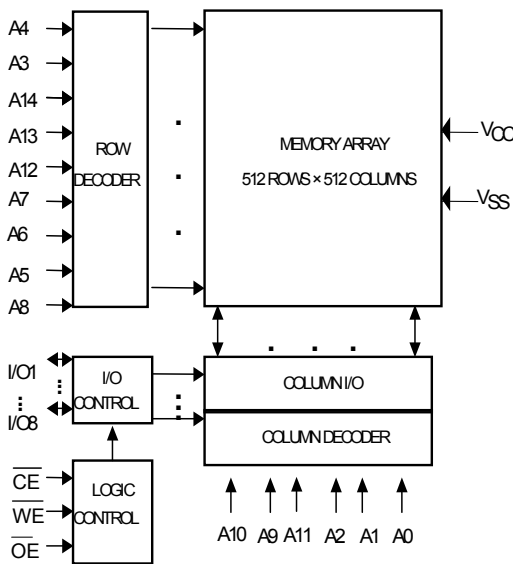 A4
A3
A14
A13
A12
A7
A6
A5
A8
ROW
DECODER
MEMORY ARRAY
512 ROWS × 512 COLUMNS
VCC
VSS
I/O1
I/O8
I/O
CONTROL
COLUMN I/O
COLUMN DECODER
CE
WE
OE
LOGIC
CONTROL
A10 A9 A11 A2 A1 A0